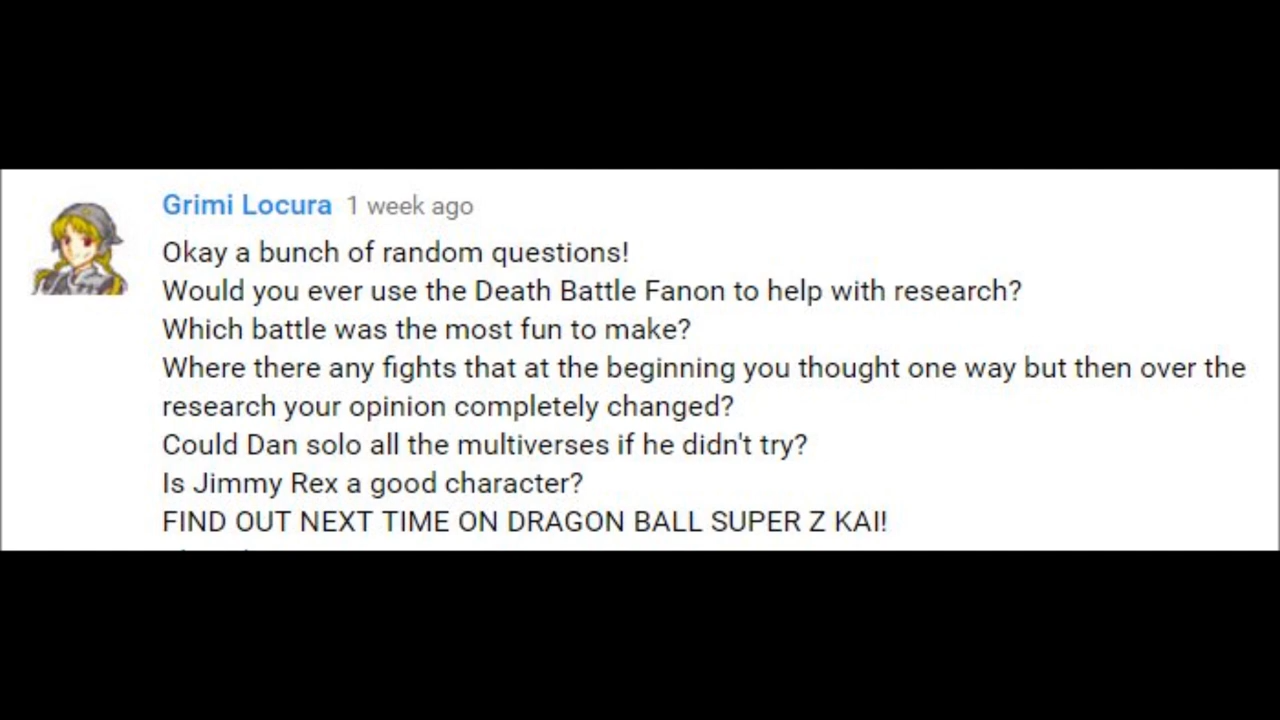 Grimi Locura 1 week ago
Okay a bunch of random questions!
Would you ever use the Death Battle Fanon to help with research?
Which battle was the most fun to make?
Where there any fights that at the beginning you thought one way but then over the
research your opinion completely changed?
Could Dan solo all the multiverses if he didn't try?
Is Jimmy Rex a good character?
FIND OUT NEXT TIME ON DRAGON BALL SUPER Z KAI!